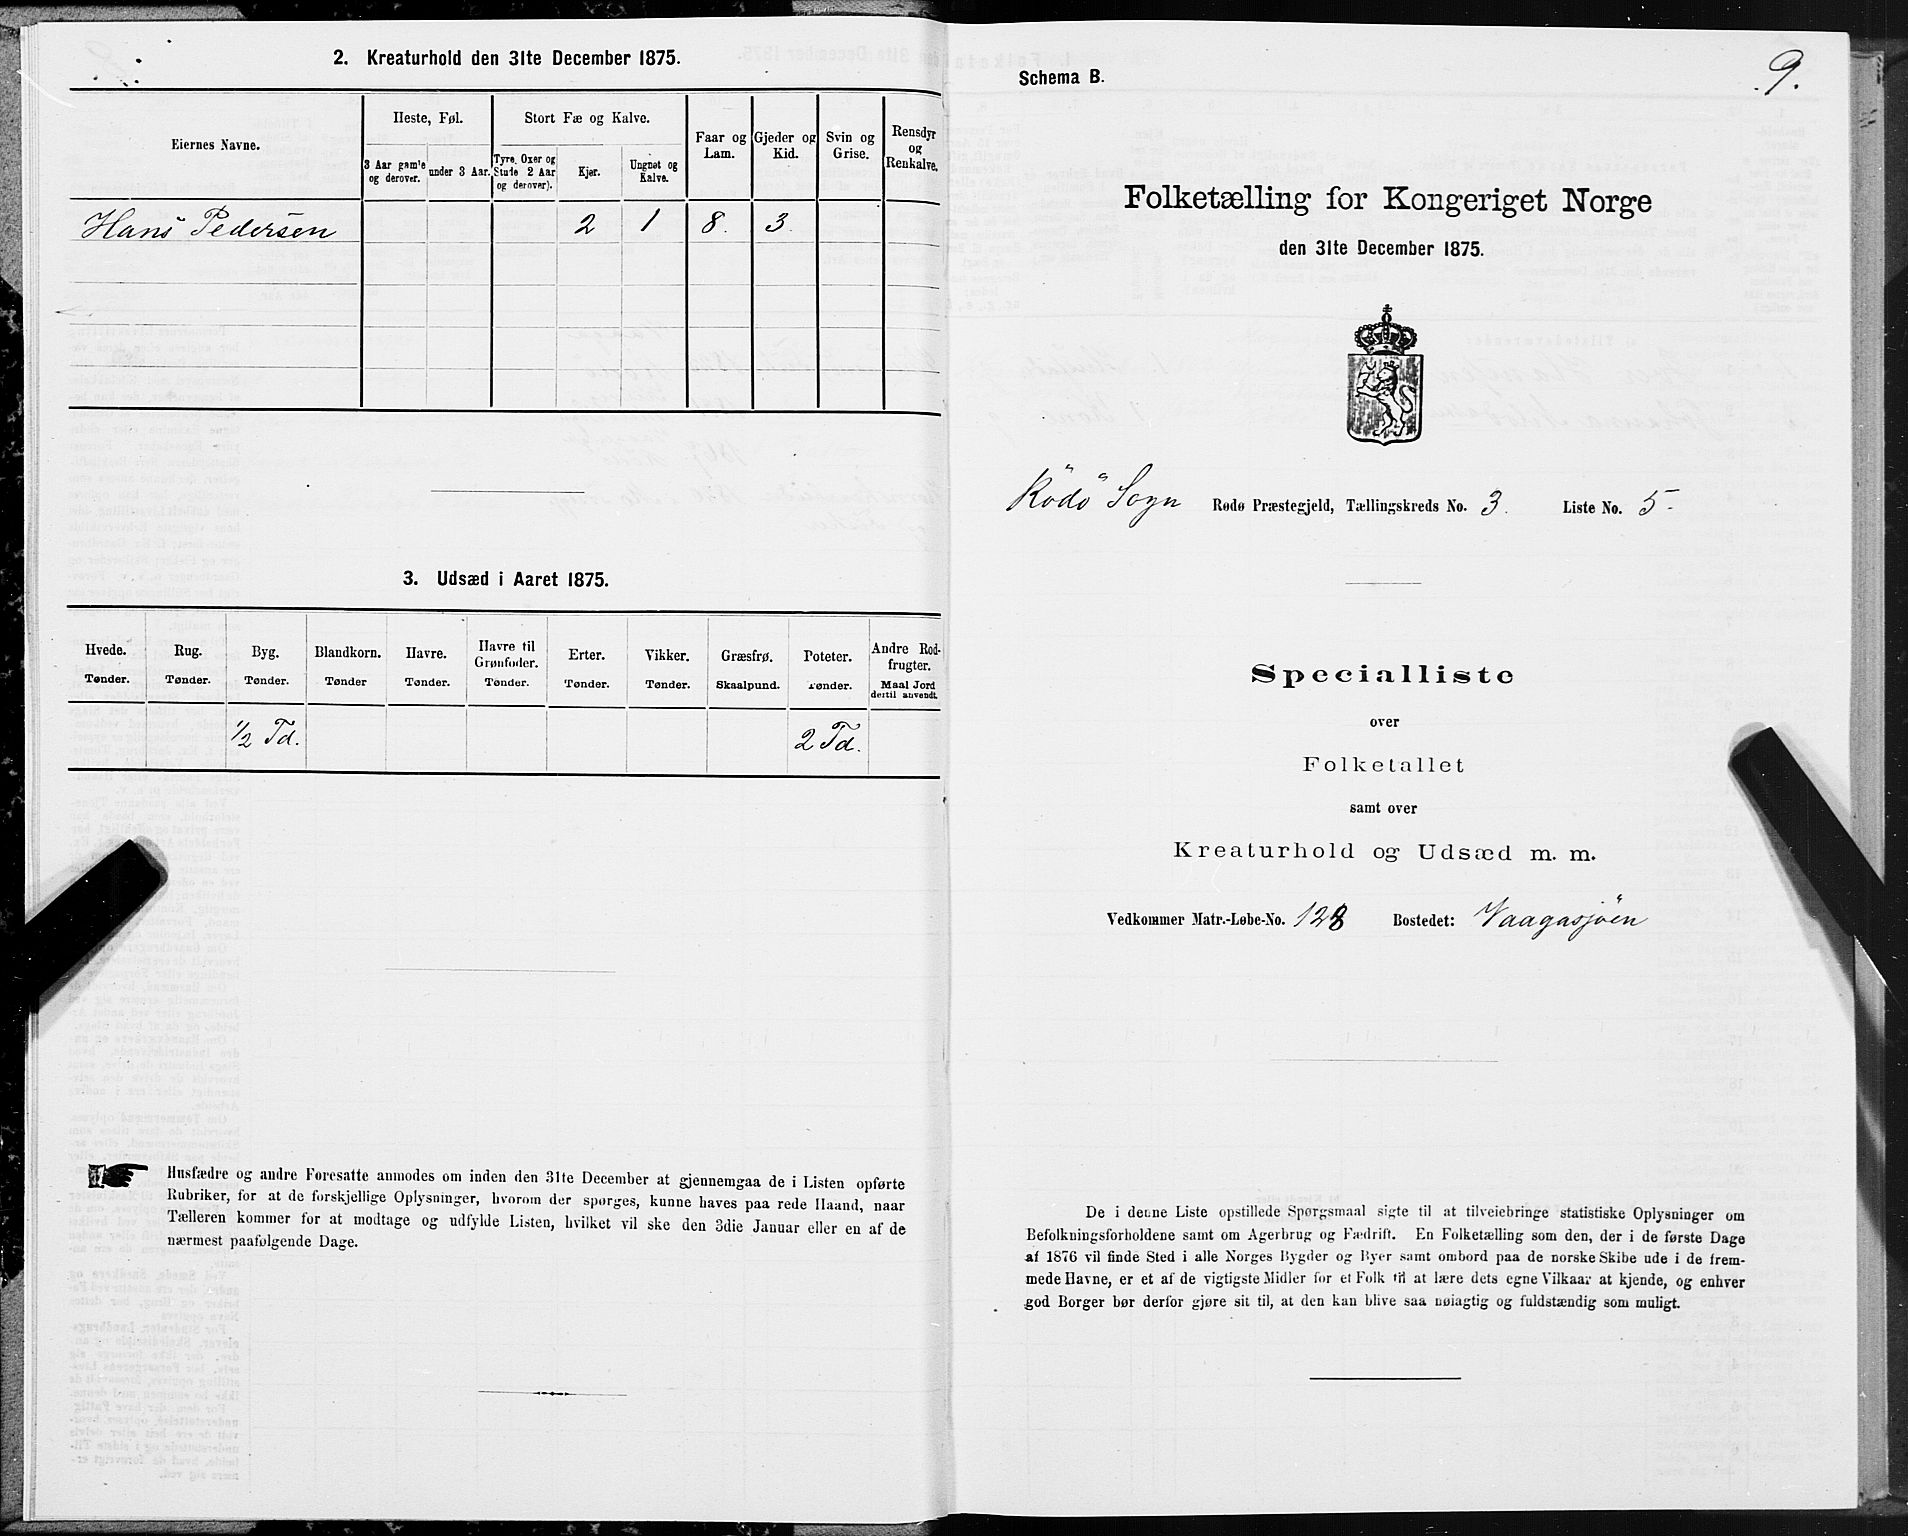 2. Kreaturhold den 31te December 1875.
Eiernes Navne.
Heste, Føl.
Stort Fæ og Kalve.
Faar og Lam.
Gjeder og Kid.
Svin og Grise.
Rensdyr og Renkalve.
3 Aar gamle og derover.
under 3 Aar.
Tyre, Oxer og Stude 2 Aar og derover).
Kjør.
Ungnøt og Kalve.
Hans Pedersen 2 1 8. 3.
3. Udsæd i Aaret 1875.
Hvede. Rug. Byg. Blandkorn. Havre. Havre til Grønfoder. Erter. Vikker. Græsfrø. Poteter. Andre Rodfrugter.
Tønder. Tønder. Tønder. Tønder Tønder. Tønder. Tønder. Tønder. Skaalpund. Tønder. Maal Jord dertil anvendt.
1/2 Td. 2 Td.
Husfædre og andre Foresatte anmodes om inden den 31te December at gjennemgaa de i Listen opførte
Rubriker, for at de forskjellige Oplysninger, hvorom der spørges, kunne haves paa rede Haand, naar
Tælleren kommer for at modtage og udfylde Listen, hvilket vil ske den 3die Januar eller en af de
nærmest paafølgende Dage.
9.
Schema B.
Folketælling for Kongeriget Norge
den 31te December 1875.
Rödö Sogn Rødø Præstegjeld, Tællingskreds No. 3. Liste No. 5.
Specialliste
over
Folketallet
samt over
Kreaturhold og Udsæd m. m.
Vedkommer Matr.-Løbe-No. 128 Bostedet: Vaagasjöen
De i denne Liste opstillede Spørgsmaal sigte til at tilveiebringe statistiske Oplysninger om
Befolkningsforholdene samt om Agerbrug og Fædrift. En Folketælling som den, der i de første Dage
af 1876 vil finde Sted i alle Norges Bygder og Byer samt ombord paa de norske Skibe ude i de frem-
mede Havne, er et af de vigtigste Midler for et Folk til at lære dets egne Vilkaar at kjende, og enhver
god Borger bør derfor gjøre sit til, at den kan blive saa nøiagtig og fuldstændig som muligt.